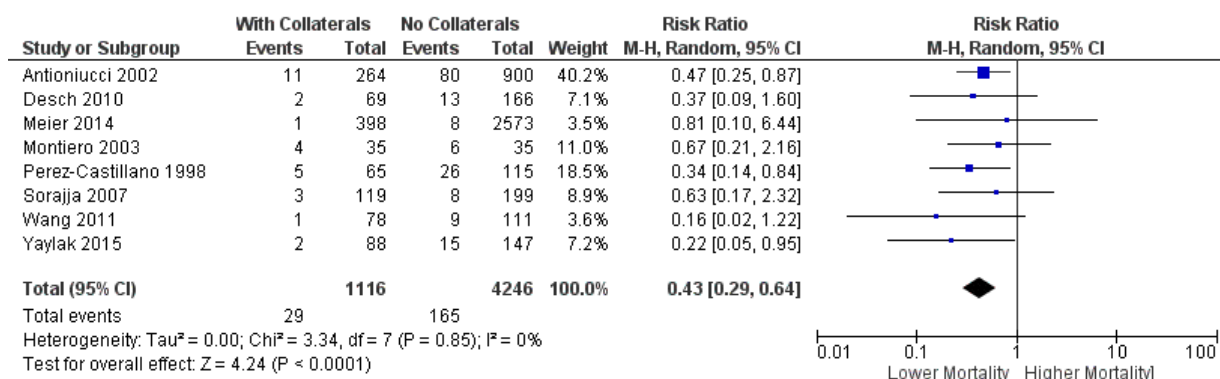 With Collaterals No Collaterals Risk Ratio Risk Ratio
Study or Subgroup Events Total Events Total Weight M-H, Random, 95% CI M-H, Random, 95% CI
Antioniucci 2002 11 264 80 900 40.2% 0.47 [0.25, 0.87]
Desch 2010 2 69 13 166 7.1% 0.37 [0.09, 1.60]
Meier 2014 1 398 8 2573 3.5% 0.81 [0.10, 6.44]
Montiero 2003 4 35 6 35 11.0% 0.67 [0.21, 2.16]
Perez-Castillano 1998 5 65 26 115 18.5% 0.34 [0.14, 0.84]
Sorajja 2007 3 119 8 199 8.9% 0.63 [0.17, 2.32]
Wang 2011 1 78 9 111 3.6% 0.16 [0.02, 1.22]
Yaylak 2015 2 88 15 147 7.2% 0.22 [0.05, 0.95]
Total (95% CI) 1116 4246 100.0% 0.43 [0.29, 0.64]
Total events 29 165
Heterogeneity: Tau² = 0.00; Chi² = 3.34, df = 7 (P = 0.85); I² = 0%
Test for overall effect: Z = 4.24 (P < 0.0001)
0.01 0.1 1 10 100
Lower Mortality Higher Mortality]